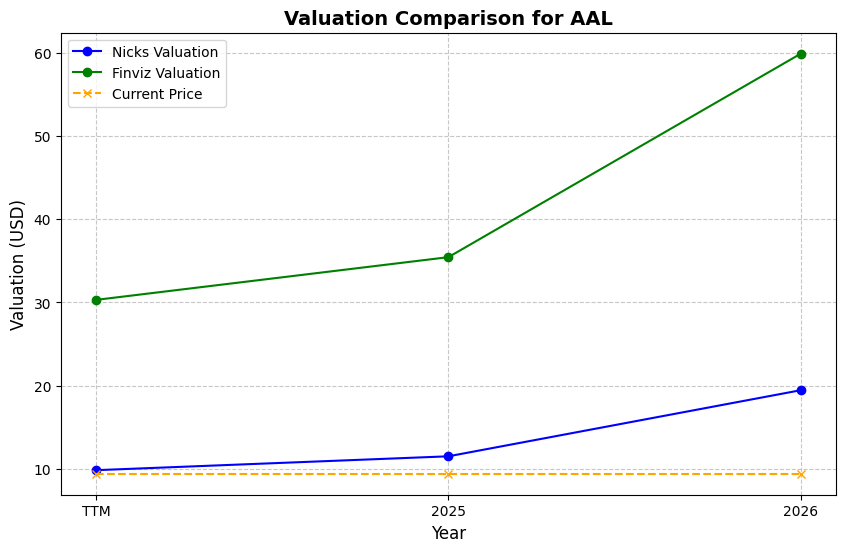 Valuation Comparison for AAL
Nicks Valuation
Finviz Valuation
Current Price
Valuation (USD)
60
50
40
30
20
10
TTM
2025
2026
Year